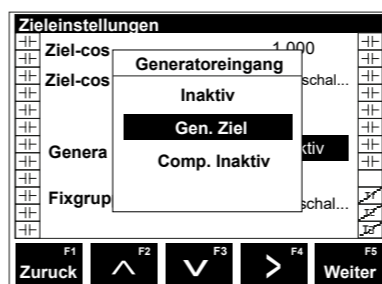 Zieleinstellungen
Ziel-cos 1.000
Generatoreingang
Ziel-cos schal...
Inaktiv
Gen. Ziel
Genera ktiv
Comp. Inaktiv
Fixgrup schal...
F1 F2 F3 F4 F5
Zuruck Weiter